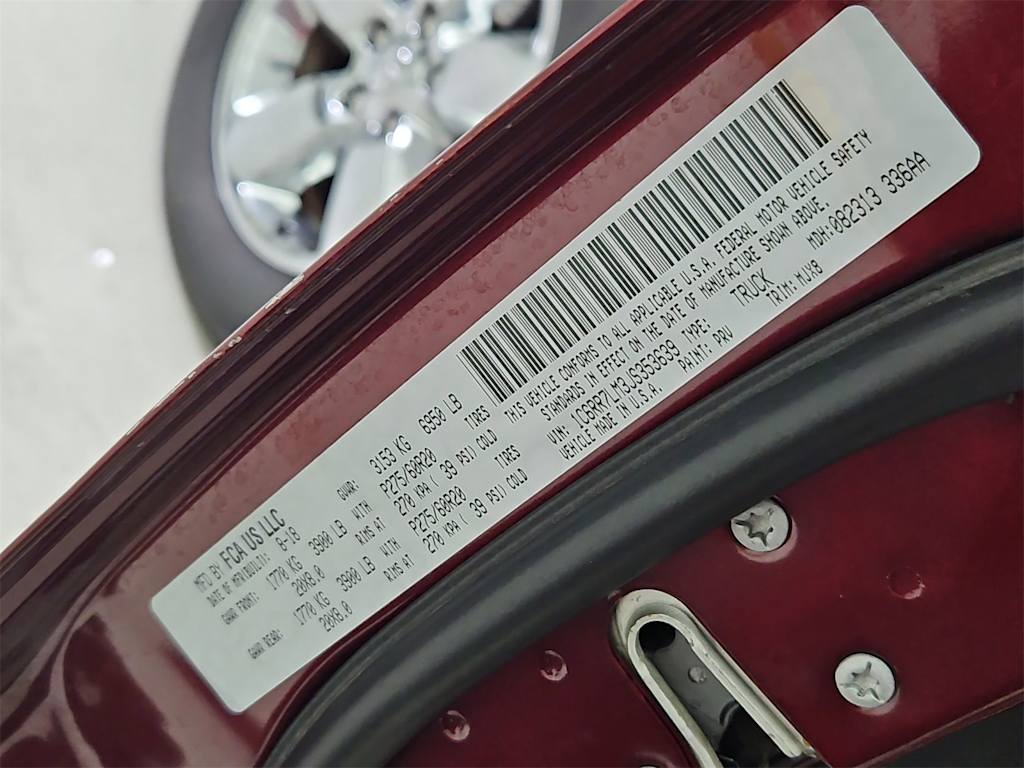 MFD BY FCA US LLC
DATE OF MFR: 8-18 GVWR: 3153 KG 6950 LB
GAWR FRONT: 1770 KG 3900 LB WITH P275/60R20 TIRES
20X9.0 RIMS AT 270 KPA ( 39 PSI) COLD
GAWR REAR: 1770 KG 3900 LB WITH P275/60R20 TIRES
20X9.0 RIMS AT 270 KPA ( 39 PSI) COLD
THIS VEHICLE CONFORMS TO ALL APPLICABLE U.S.A. FEDERAL MOTOR VEHICLE SAFETY
STANDARDS IN EFFECT ON THE DATE OF MANUFACTURE SHOWN ABOVE.
VIN: 1C6RR7LM3JS353639 TYPE: TRUCK MDH: 082313 336AA
VEHICLE MADE IN U.S.A. PAINT: PRV TRIM: MJX8